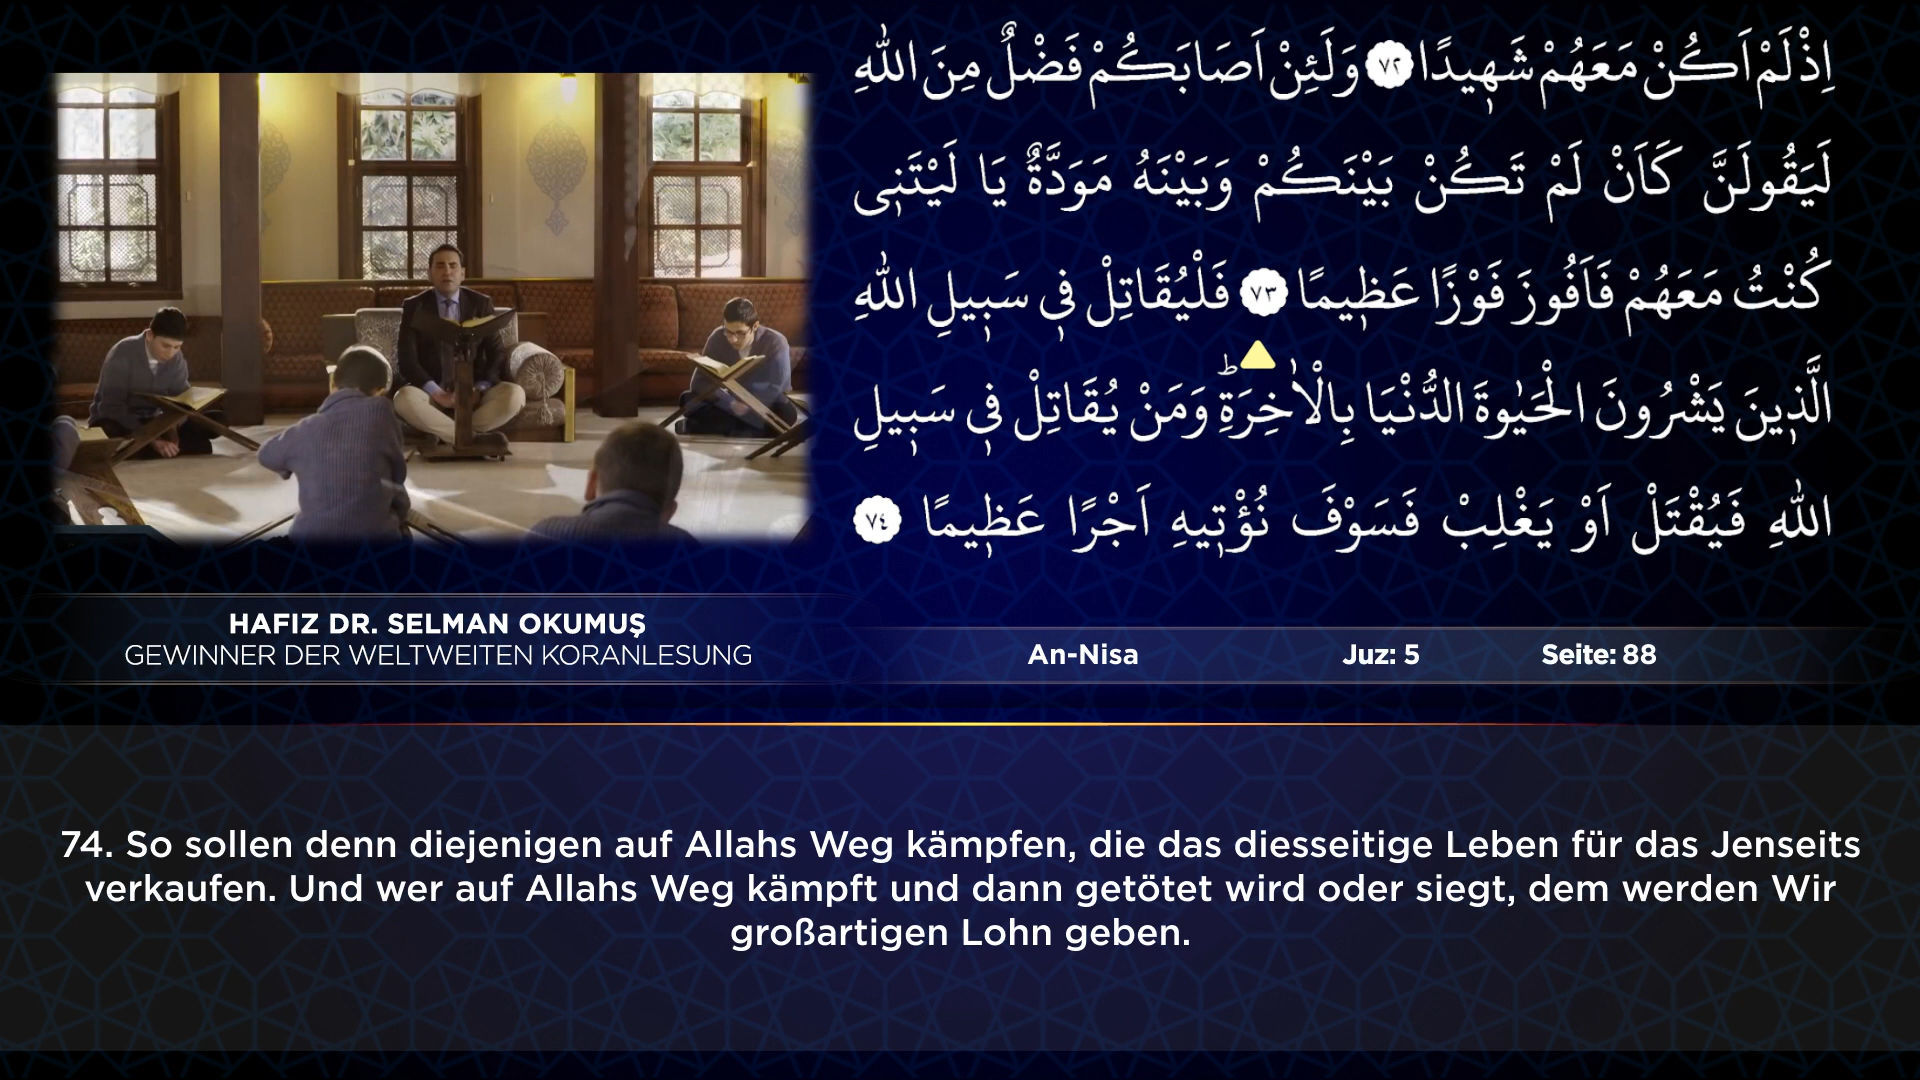 اِذْ لَمْ اَكُنْ مَعَهُمْ شَهٖيدًا ٧٢ وَلَئِنْ اَصَابَكُمْ فَضْلٌ مِنَ اللّٰهِ
لَيَقُولَنَّ كَاَنْ لَمْ تَكُنْ بَيْنَكُمْ وَبَيْنَهُ مَوَدَّةٌ يَا لَيْتَنٖى
كُنْتُ مَعَهُمْ فَاَفُوزَ فَوْزًا عَظٖيمًا ٧٣ فَلْيُقَاتِلْ فٖى سَبٖيلِ اللّٰهِ
الَّذٖينَ يَشْرُونَ الْحَيٰوةَ الدُّنْيَا بِالْاٰخِرَةِؕ وَمَنْ يُقَاتِلْ فٖى سَبٖيلِ
اللّٰهِ فَيُقْتَلْ اَوْ يَغْلِبْ فَسَوْفَ نُؤْتٖيهِ اَجْرًا عَظٖيمًا ٧٤
HAFIZ DR. SELMAN OKUMUŞ
GEWINNER DER WELTWEITEN KORANLESUNG
An-Nisa Juz: 5 Seite: 88
74. So sollen denn diejenigen auf Allahs Weg kämpfen, die das diesseitige Leben für das Jenseits
verkaufen. Und wer auf Allahs Weg kämpft und dann getötet wird oder siegt, dem werden Wir
großartigen Lohn geben.